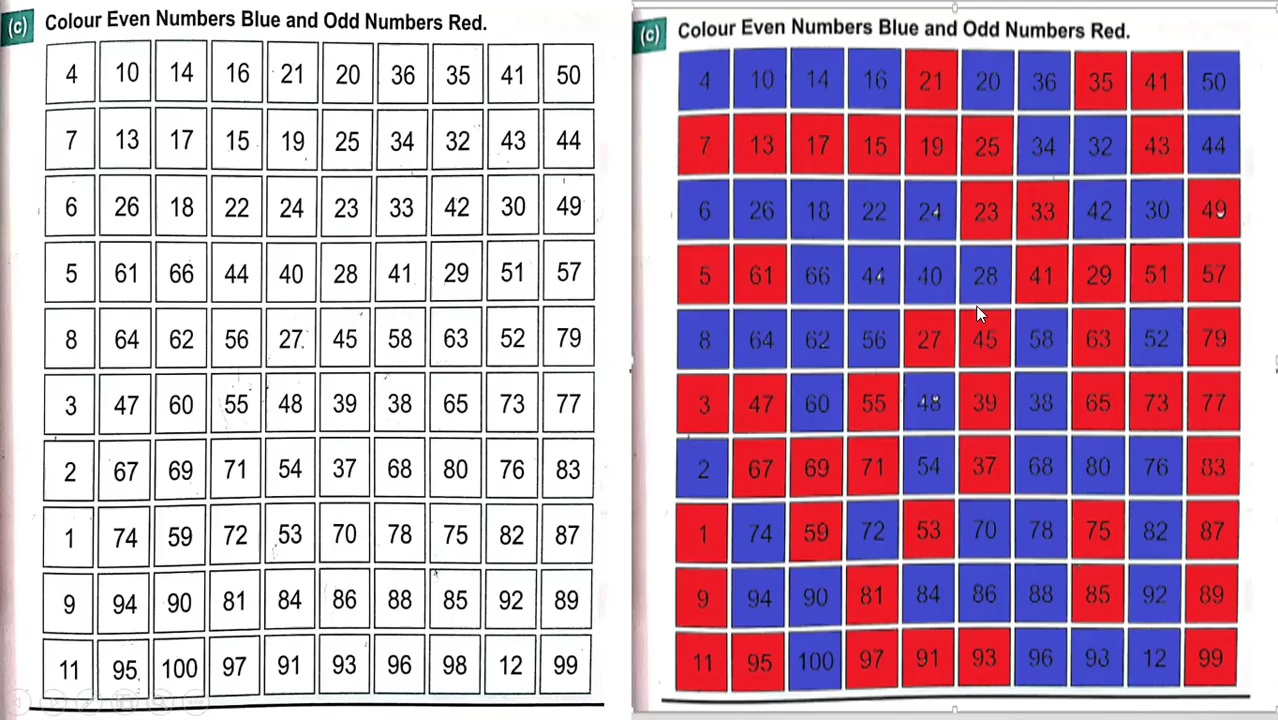 (c) Colour Even Numbers Blue and Odd Numbers Red.
4 10 14 16 21 20 36 35 41 50
7 13 17 15 19 25 34 32 43 44
6 26 18 22 24 23 33 42 30 49
5 61 66 44 40 28 41 29 51 57
8 64 62 56 27 45 58 63 52 79
3 47 60 55 48 39 38 65 73 77
2 67 69 71 54 37 68 80 76 83
1 74 59 72 53 70 78 75 82 87
9 94 90 81 84 86 88 85 92 89
11 95 100 97 91 93 96 98 12 99
(c) Colour Even Numbers Blue and Odd Numbers Red.
4 10 14 16 21 20 36 35 41 50
7 13 17 15 19 25 34 32 43 44
6 26 18 22 24 23 33 42 30 49
5 61 66 44 40 28 41 29 51 57
8 64 62 56 27 45 58 63 52 79
3 47 60 55 48 39 38 65 73 77
2 67 69 71 54 37 68 80 76 83
1 74 59 72 53 70 78 75 82 87
9 94 90 81 84 86 88 85 92 89
11 95 100 97 91 93 96 98 12 99